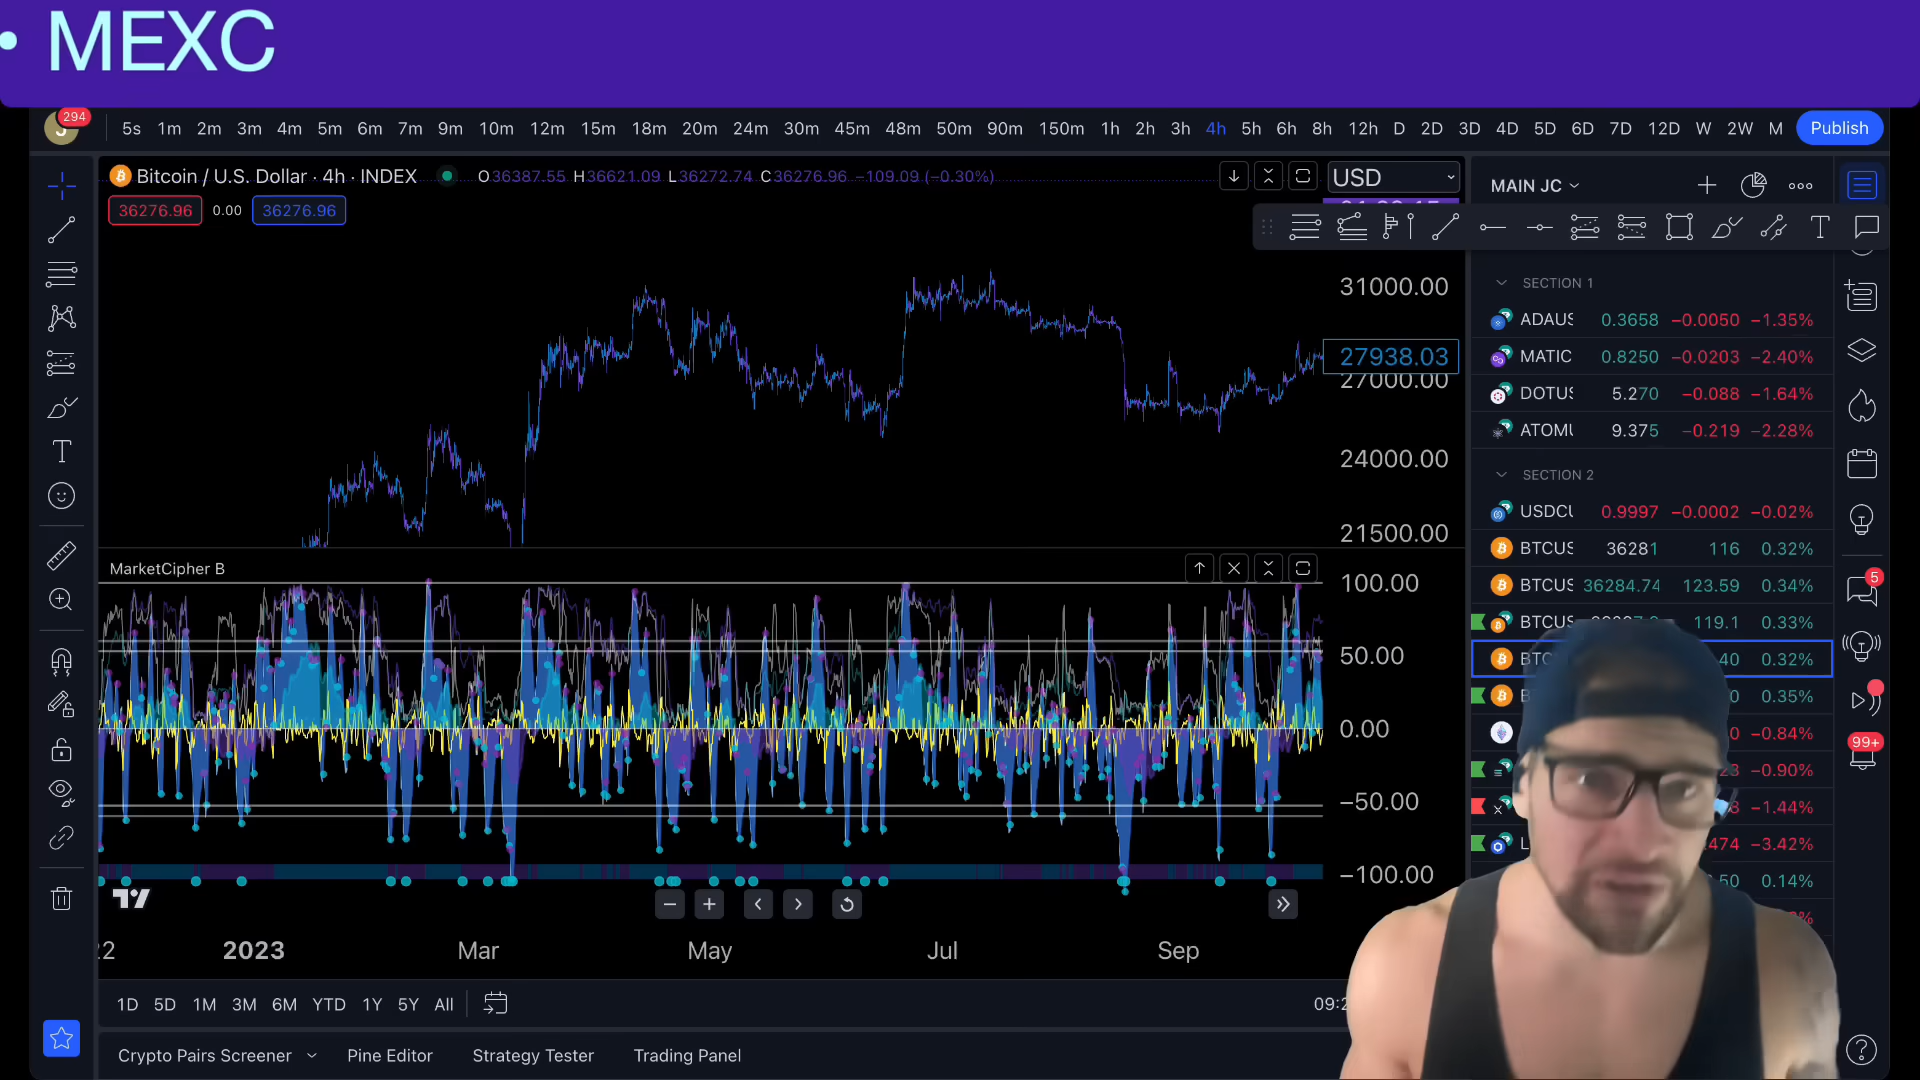 • MEXC
294
5s 1m 2m 3m 4m 5m 6m 7m 9m 10m 12m 15m 18m 20m 24m 30m 45m 48m 50m 90m 150m 1h 2h 3h 4h 5h 6h 8h 12h D 2D 3D 4D 5D 6D 7D 12D W 2W M Publish
Bitcoin / U.S. Dollar · 4h · INDEX O36387.55 H36621.09 L36272.74 C36276.96 −109.09 (−0.30%)
USD
MAIN JC
36276.96 0.00 36276.96
31000.00
27938.03
27000.00
24000.00
21500.00
SECTION 1
ADAUS 0.3658 −0.0050 −1.35%
MATIC 0.8250 −0.0203 −2.40%
DOTUS 5.270 −0.088 −1.64%
ATOMU 9.375 −0.219 −2.28%
SECTION 2
USDCU 0.9997 −0.0002 −0.02%
BTCUS 36281 116 0.32%
BTCUS 36284.74 123.59 0.34%
BTCUS 119.1 0.33%
40 0.32%
0 0.35%
0 −0.84%
−0.90%
−1.44%
474 −3.42%
50 0.14%
5
99+
MarketCipher B
100.00
50.00
0.00
−50.00
−100.00
2023 Mar May Jul Sep
1D 5D 1M 3M 6M YTD 1Y 5Y All
Crypto Pairs Screener Pine Editor Strategy Tester Trading Panel